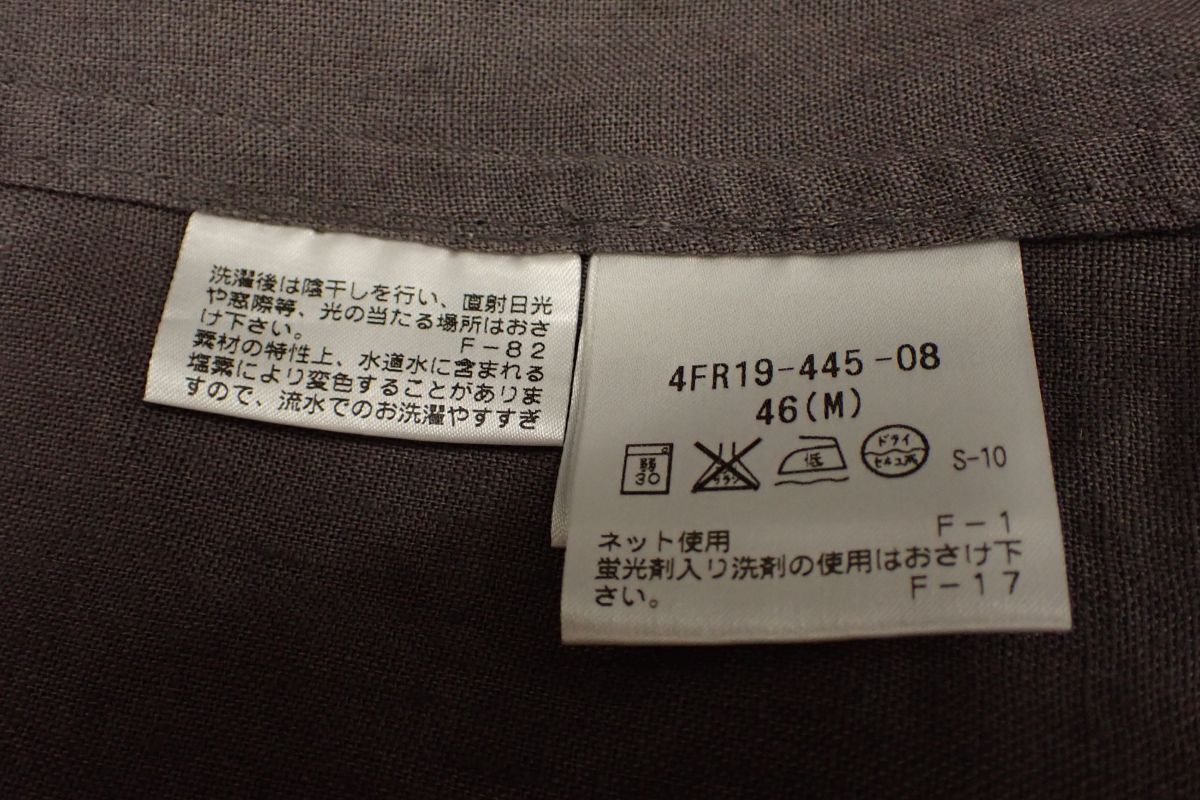 洗濯後は陰干しを行い、直射日光
や窓際等、光の当たる場所はおさ
け下さい。
F-82
素材の特性上、水道水に含まれる
塩素により変色することがありま
すので、流水でのお洗濯やすすぎ
4FR19-445-08
46(M)
弱
30
エンソ
サラシ
低
ドライ
セキユ系
S-10
F-1
ネット使用
蛍光剤入り洗剤の使用はおさけ下
さい。
F-17